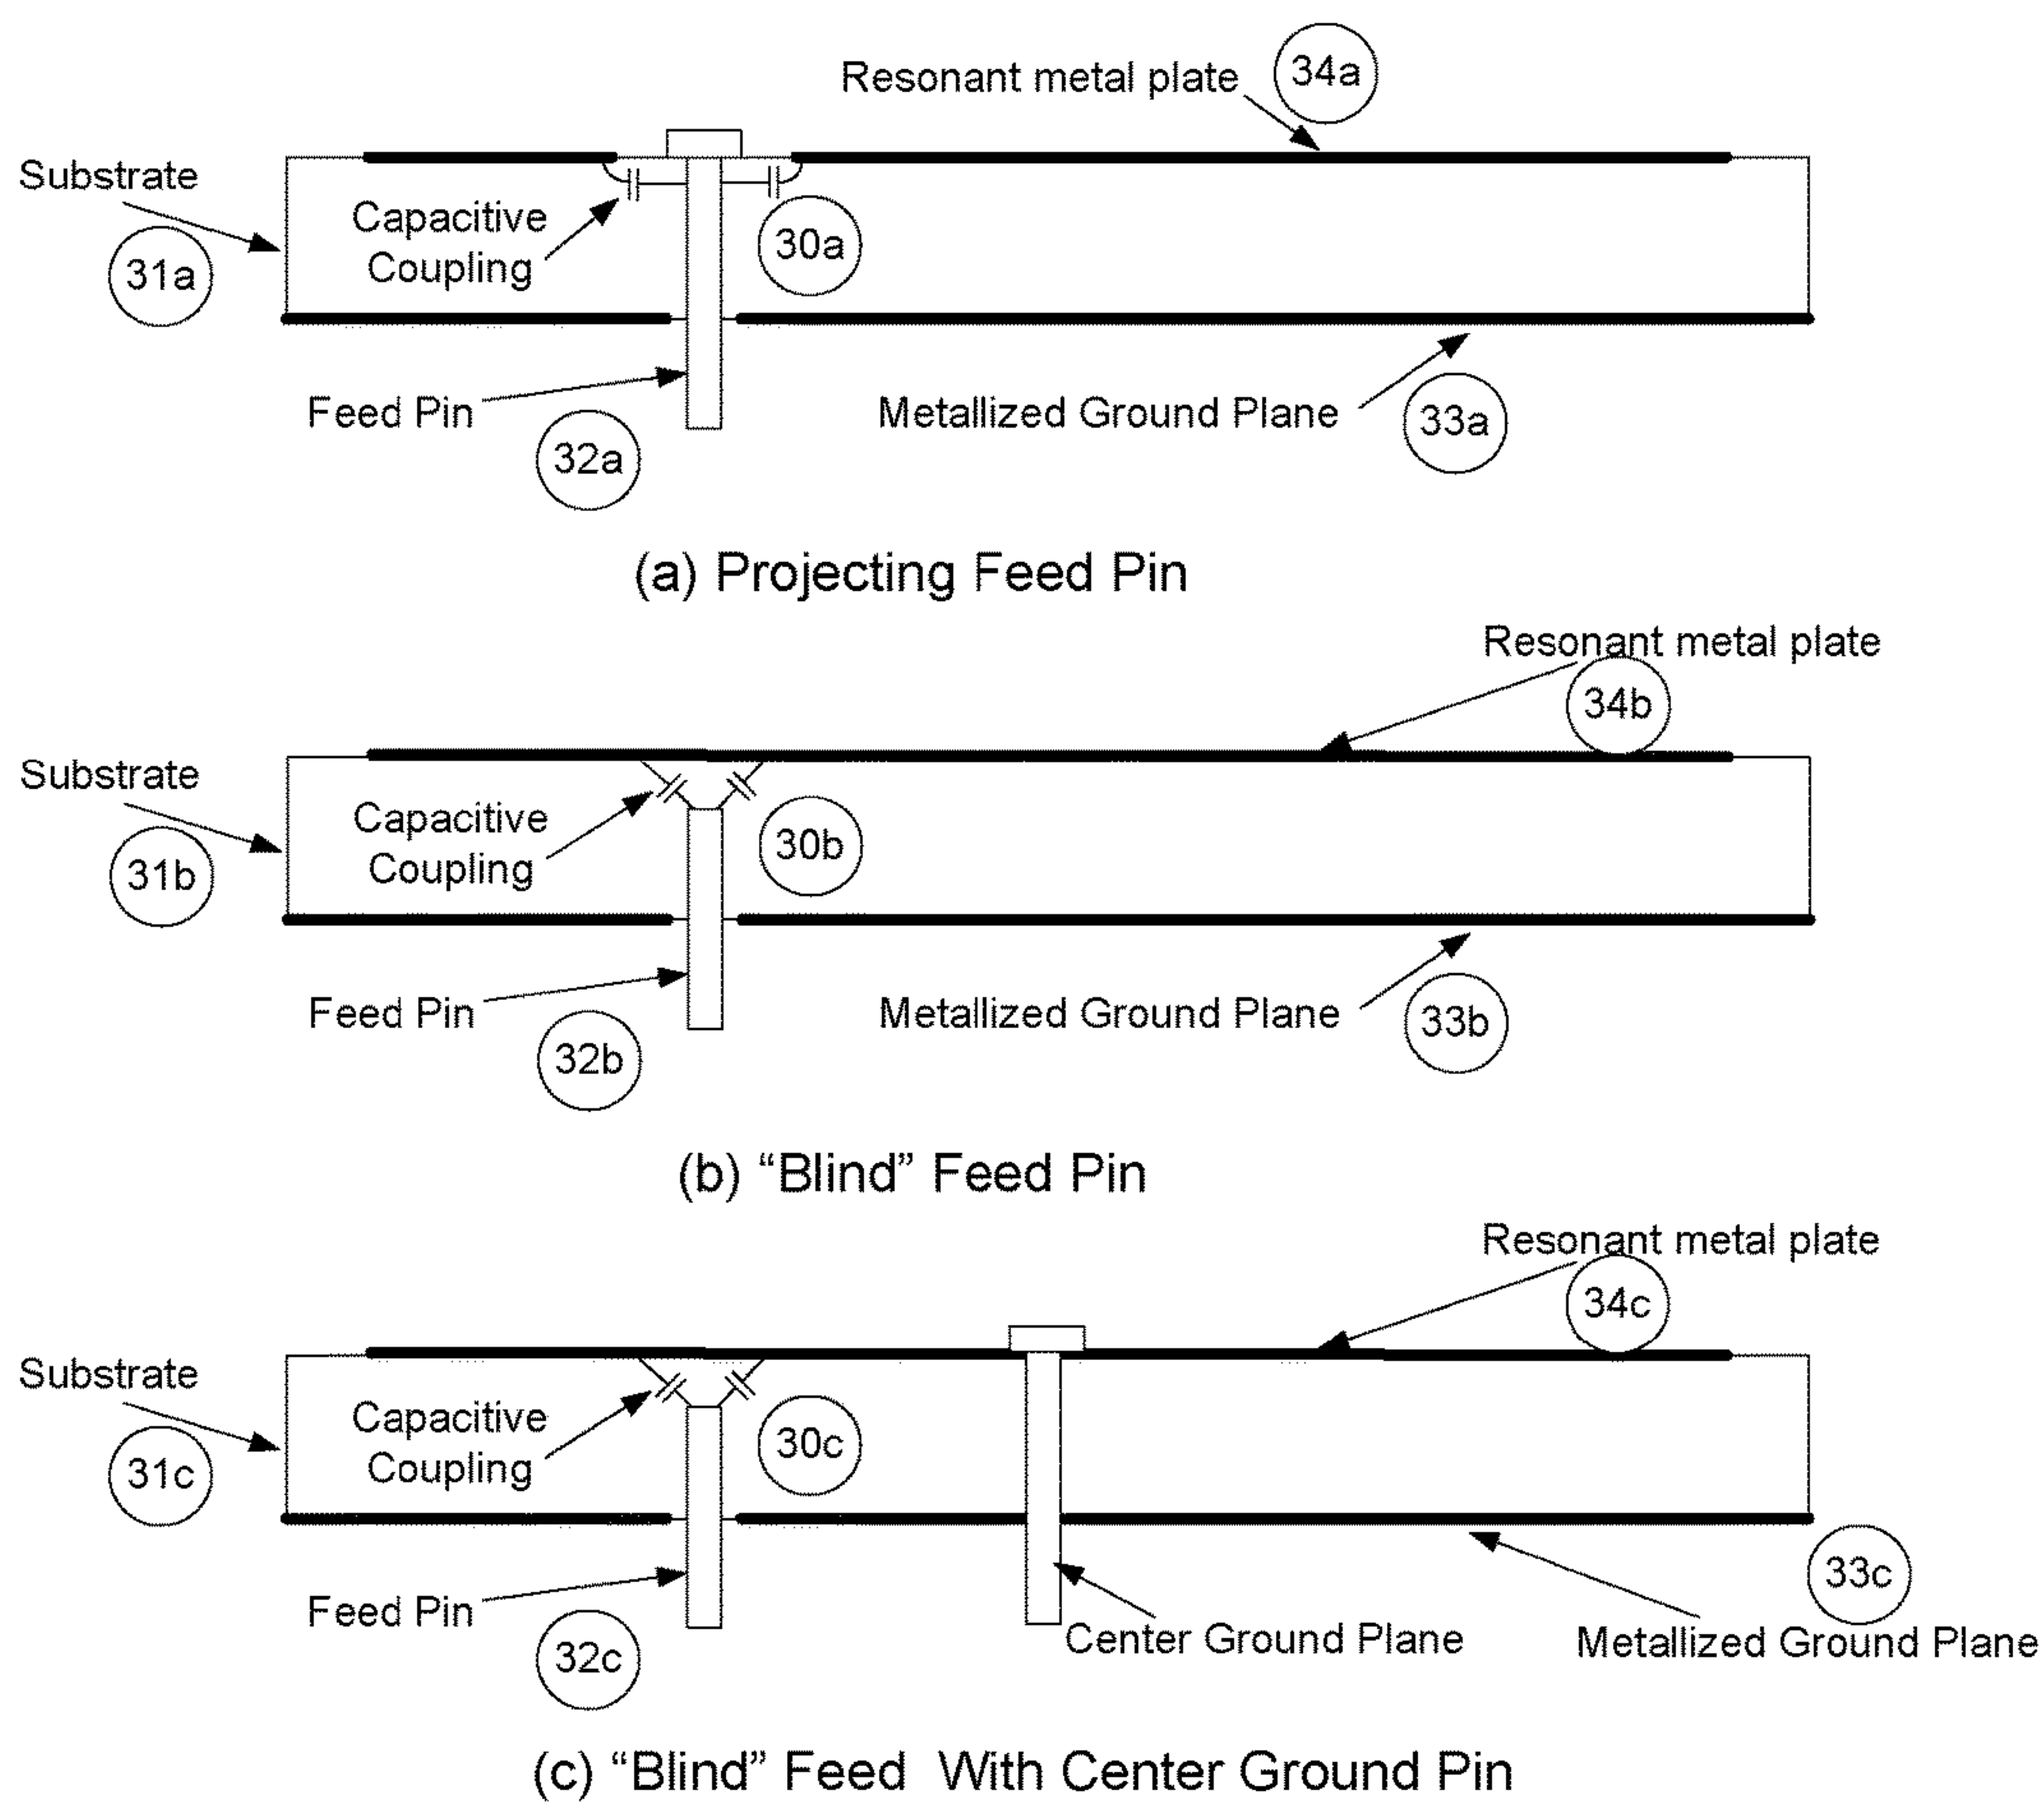 Resonant metal plate
34a
Substrate
31a
Capacitive
Coupling
30a
Feed Pin
32a
Metallized Ground Plane
33a
(a) Projecting Feed Pin
Resonant metal plate
34b
Substrate
31b
Capacitive
Coupling
30b
Feed Pin
32b
Metallized Ground Plane
33b
(b) “Blind” Feed Pin
Resonant metal plate
34c
Substrate
31c
Capacitive
Coupling
30c
Feed Pin
32c
Center Ground Plane
33c
Metallized Ground Plane
(c) “Blind” Feed With Center Ground Pin